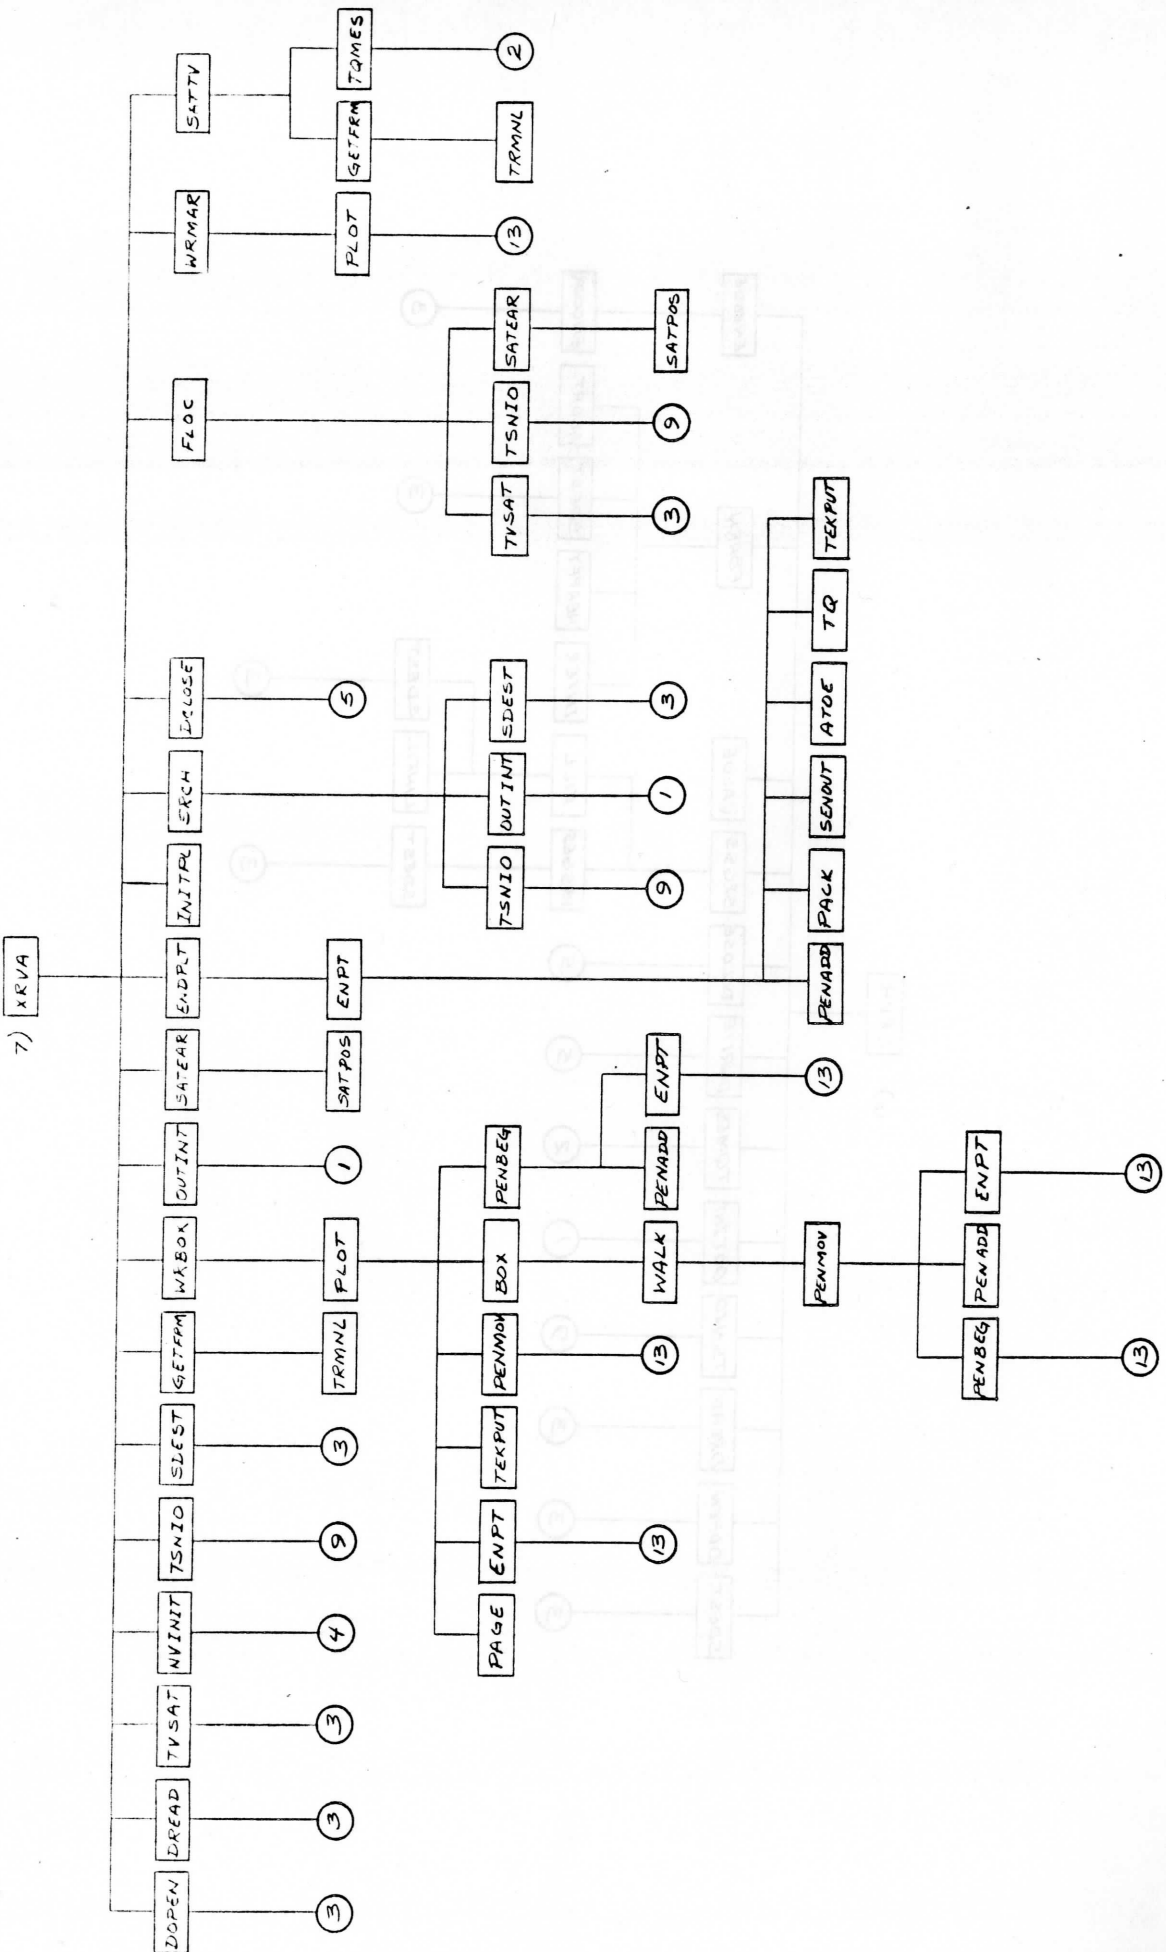 7) XRVA
DOPEN
DREAD
TVSAT
NVINIT
TSNIO
SDEST
GETFPM
WRBOX
OUTINT
SATEAR
ENDPLT
INITPL
SRCH
DCLOSE
FLOC
WRMAR
SATTV
3
3
3
4
9
3
TRMNL
PLOT
1
SATPOS
ENPT
5
PLOT
GETFRM
TQMES
PAGE
ENPT
TEKPUT
PENMOV
BOX
PENBEG
TSNIO
OUTINT
SDEST
TVSAT
TSNIO
SATEAR
13
TRMNL
2
13
13
WALK
PENADD
ENPT
9
1
3
3
9
SATPOS
PENMOV
13
PENADD
PACK
SENOUT
ATOE
TQ
TEKPUT
PENBEG
PENADD
ENPT
13
13